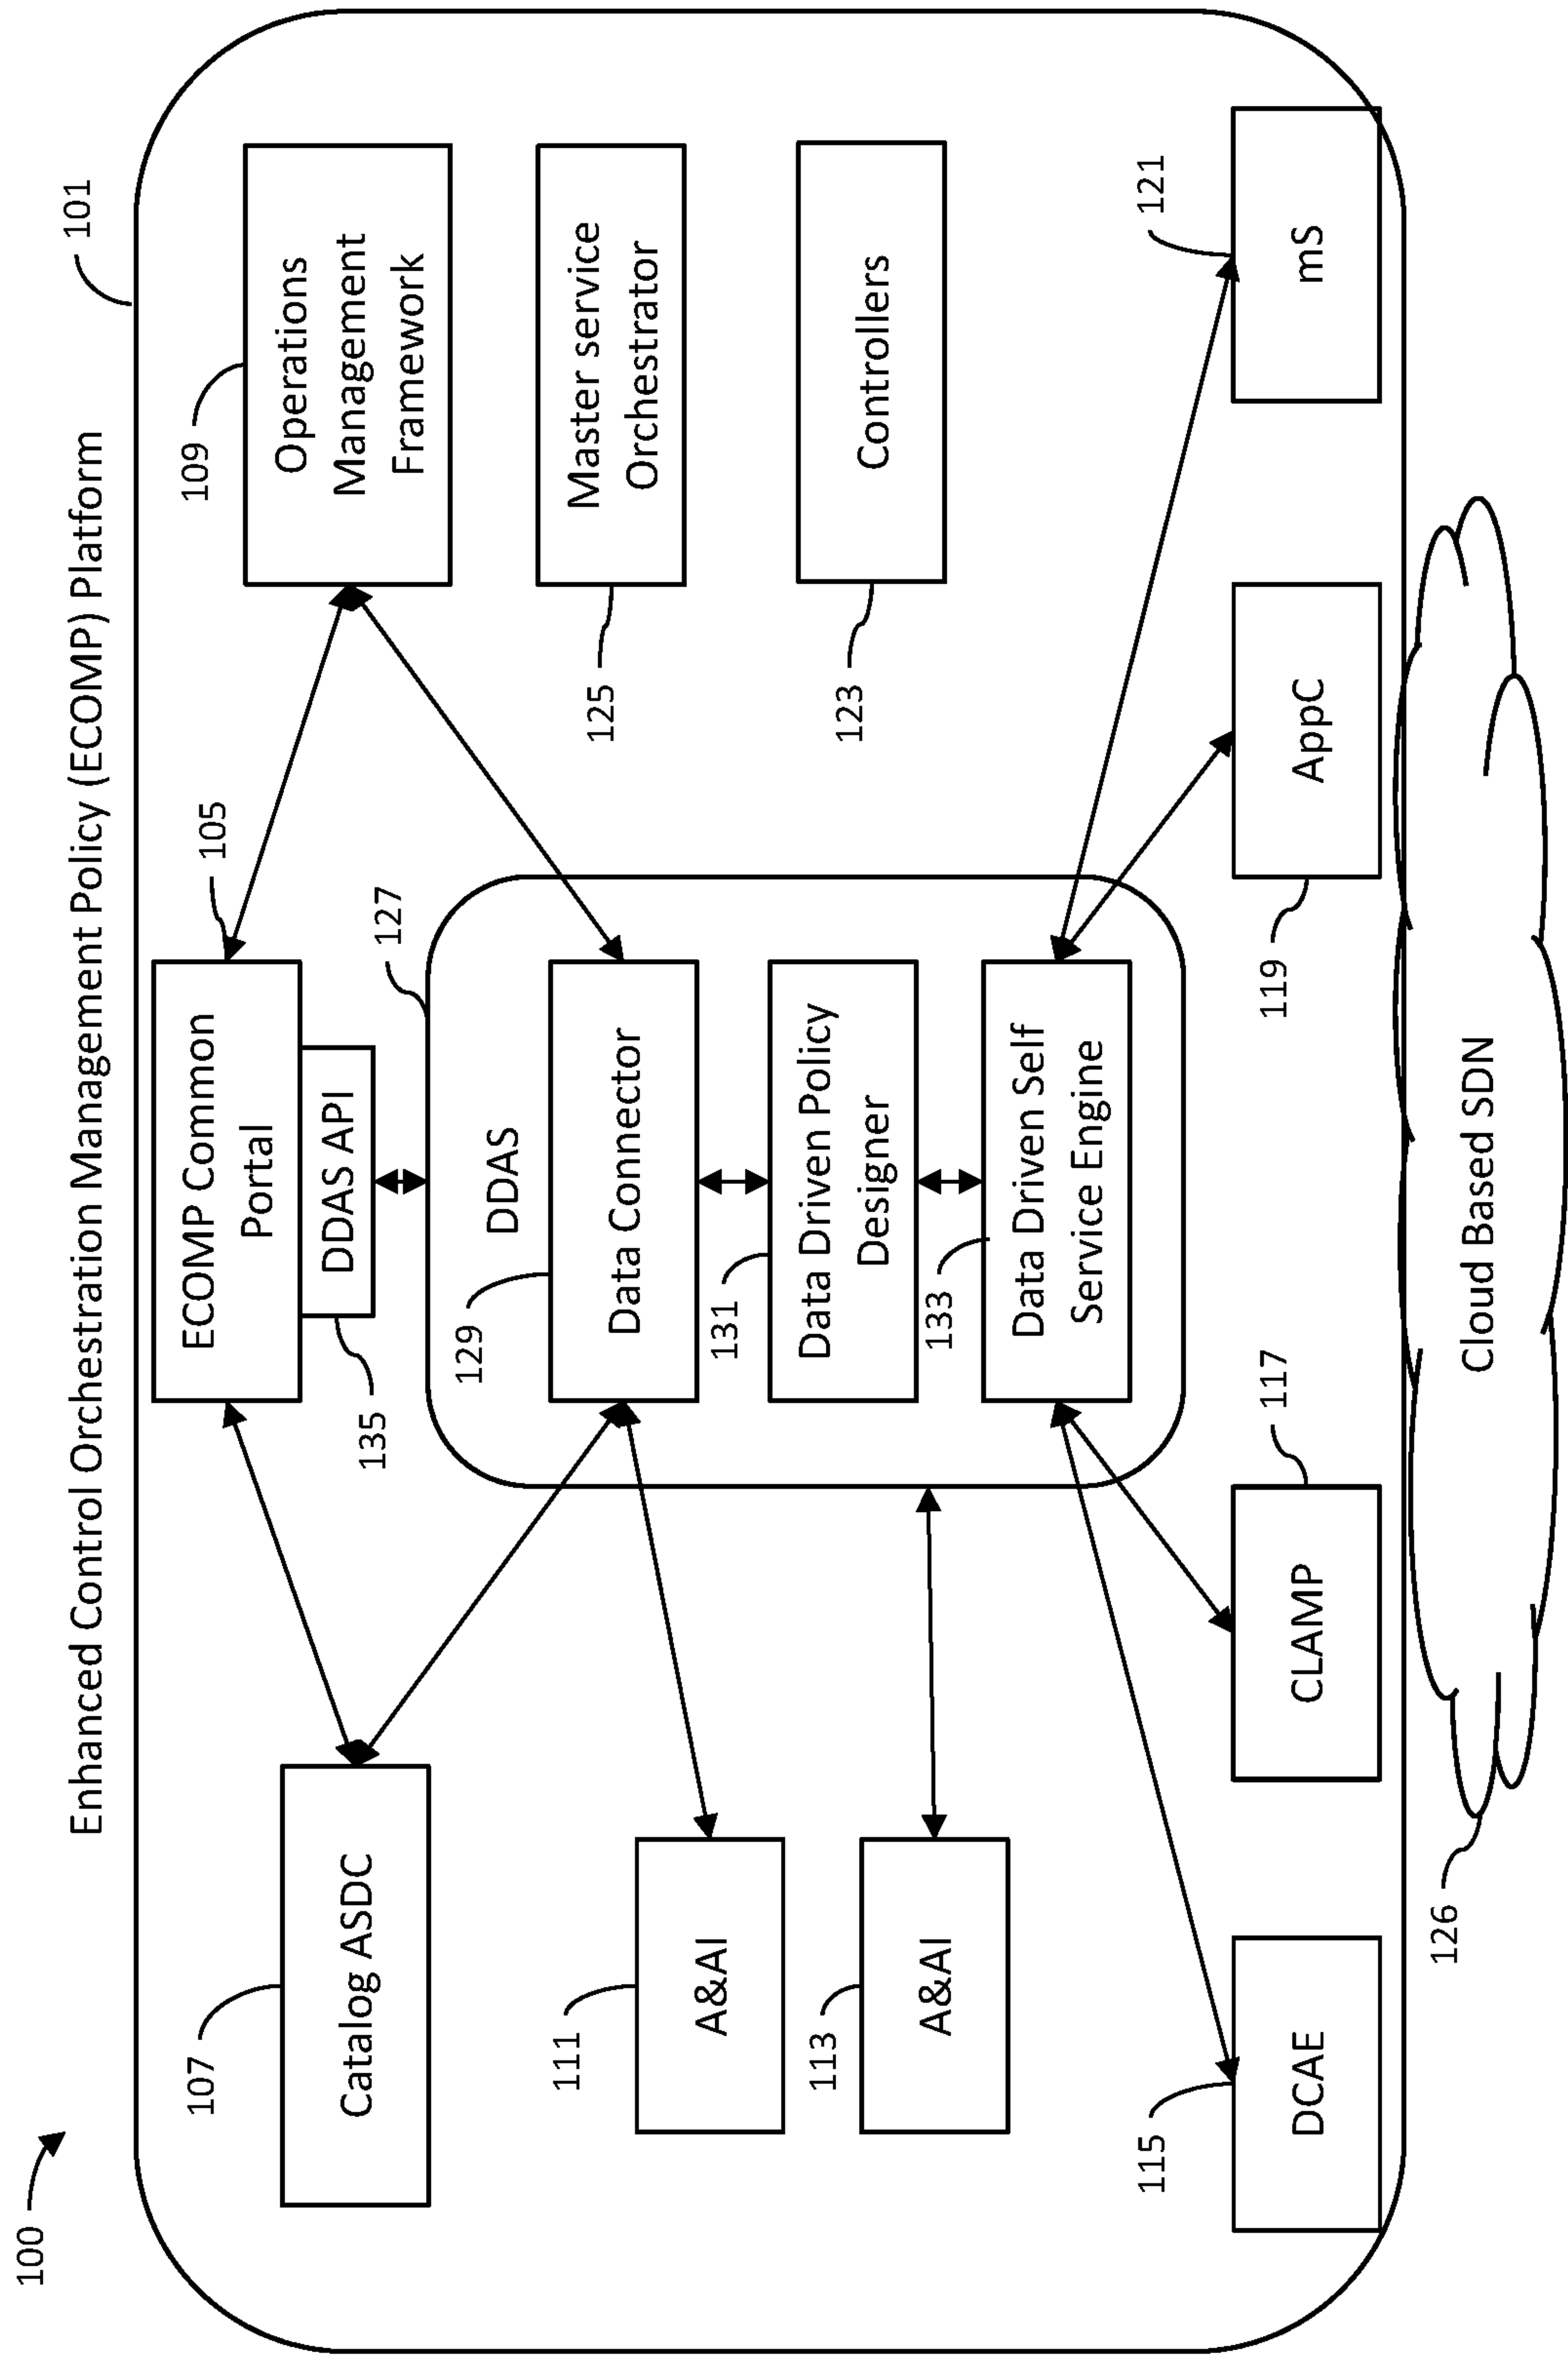 100
Enhanced Control Orchestration Management Policy (ECOMP) Platform
101
105
ECOMP Common
Portal
DDAS API
135
107
Catalog ASDC
109
Operations
Management
Framework
127
DDAS
129
Data Connector
111
A&AI
125
Master service
Orchestrator
131
Data Driven Policy
Designer
113
A&AI
123
Controllers
133
Data Driven Self
Service Engine
115
DCAE
117
CLAMP
119
AppC
121
mS
126
Cloud Based SDN